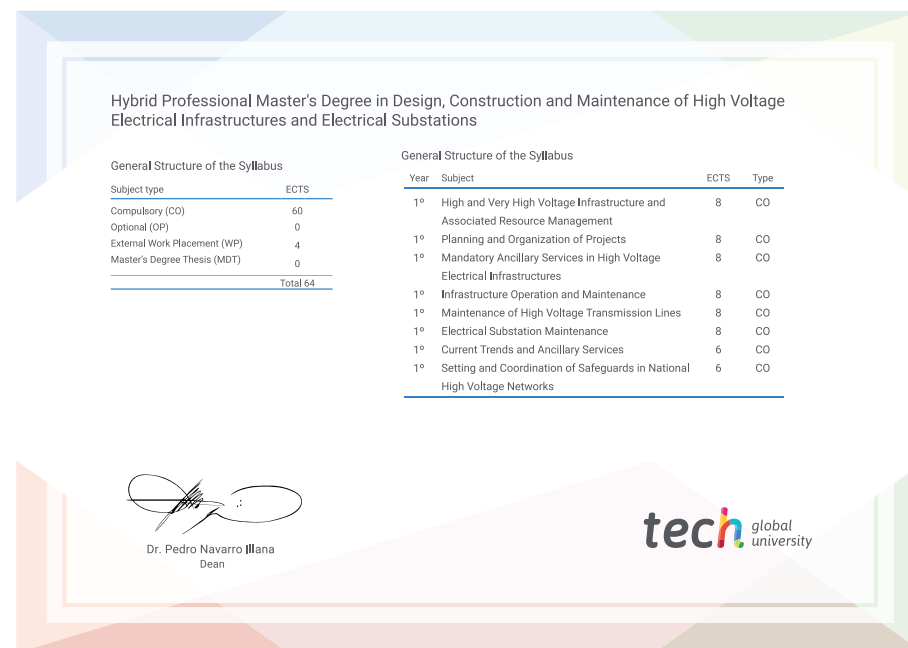 Hybrid Professional Master's Degree in Design, Construction and Maintenance of High Voltage
Electrical Infrastructures and Electrical Substations
General Structure of the Syllabus
Subject type ECTS
Compulsory (CO) 60
Optional (OP) 0
External Work Placement (WP) 4
Master's Degree Thesis (MDT) 0
Total 64
General Structure of the Syllabus
Year Subject ECTS Type
1º High and Very High Voltage Infrastructure and 8 CO
Associated Resource Management
1º Planning and Organization of Projects 8 CO
1º Mandatory Ancillary Services in High Voltage 8 CO
Electrical Infrastructures
1º Infrastructure Operation and Maintenance 8 CO
1º Maintenance of High Voltage Transmission Lines 8 CO
1º Electrical Substation Maintenance 8 CO
1º Current Trends and Ancillary Services 6 CO
1º Setting and Coordination of Safeguards in National 6 CO
High Voltage Networks
Dr. Pedro Navarro Illana
Dean
tech global
university